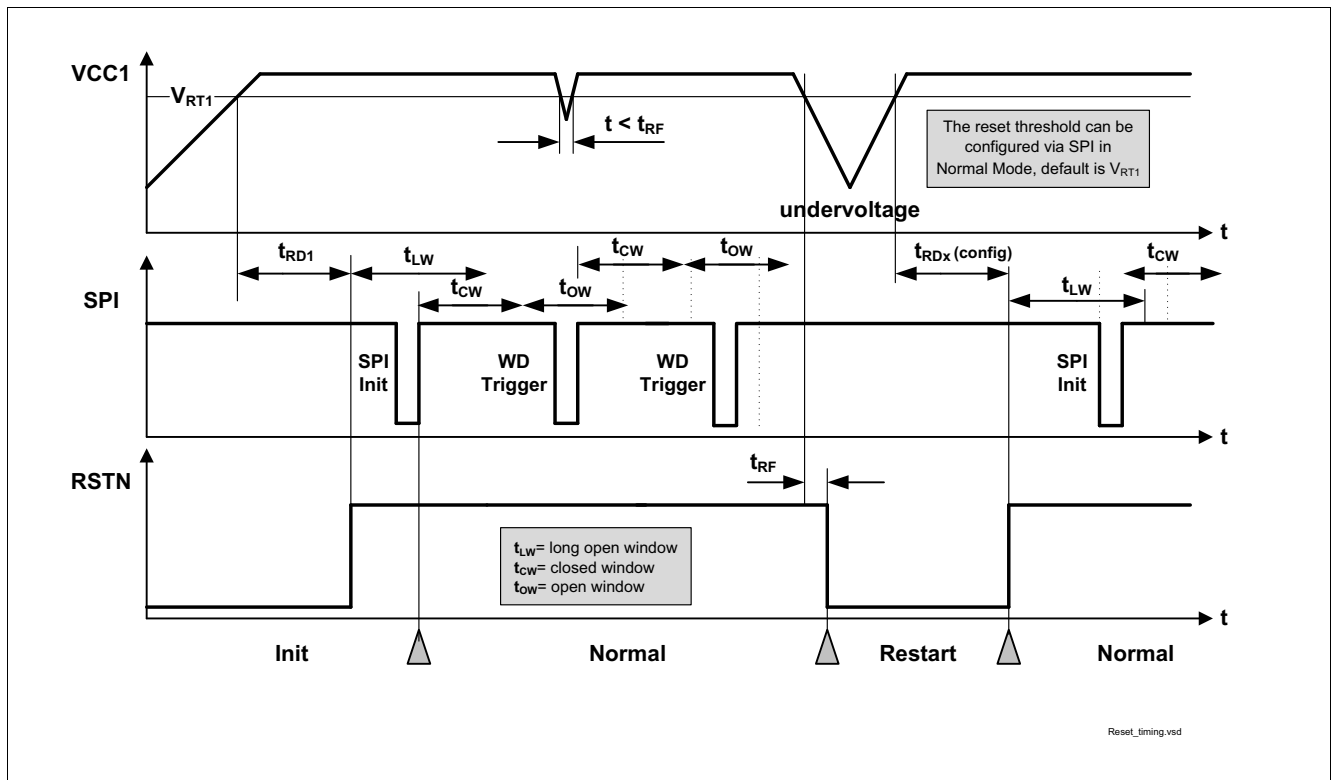 VCC1
VRT1
t < tRF
The reset threshold can be
configured via SPI in
Normal Mode, default is VRT1
undervoltage
t
tRD1
tLW
tCW
tOW
tRDx (config)
tCW
SPI
tCW
tOW
tLW
SPI
Init
WD
Trigger
WD
Trigger
SPI
Init
t
RSTN
tRF
tLW= long open window
tCW= closed window
tOW= open window
t
Init
Normal
Restart
Normal
Reset_timing.vsd